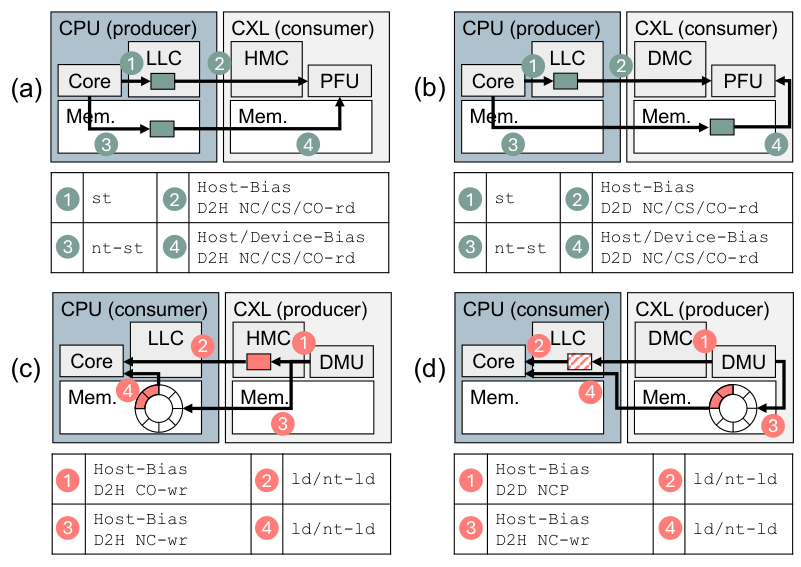 CPU (producer) CXL (consumer)
LLC HMC
1 2
Core PFU
(a)
Mem. Mem.
3 4
1 st 2 Host-Bias
D2H NC/CS/CO-rd
3 nt-st 4 Host/Device-Bias
D2H NC/CS/CO-rd
CPU (producer) CXL (consumer)
LLC DMC
1 2
Core PFU
(b)
Mem. Mem.
3 4
1 st 2 Host-Bias
D2D NC/CS/CO-rd
3 nt-st 4 Host/Device-Bias
D2D NC/CS/CO-rd
CPU (consumer) CXL (producer)
LLC HMC
2 1
Core DMU
(c)
Mem. 4 Mem.
3
1 Host-Bias
D2H CO-wr
2 ld/nt-ld
3 Host-Bias
D2H NC-wr
4 ld/nt-ld
CPU (consumer) CXL (producer)
LLC DMC
2 1
Core DMU
(d)
Mem. 4 Mem.
3
1 Host-Bias
D2D NCP
2 ld/nt-ld
3 Host-Bias
D2H NC-wr
4 ld/nt-ld